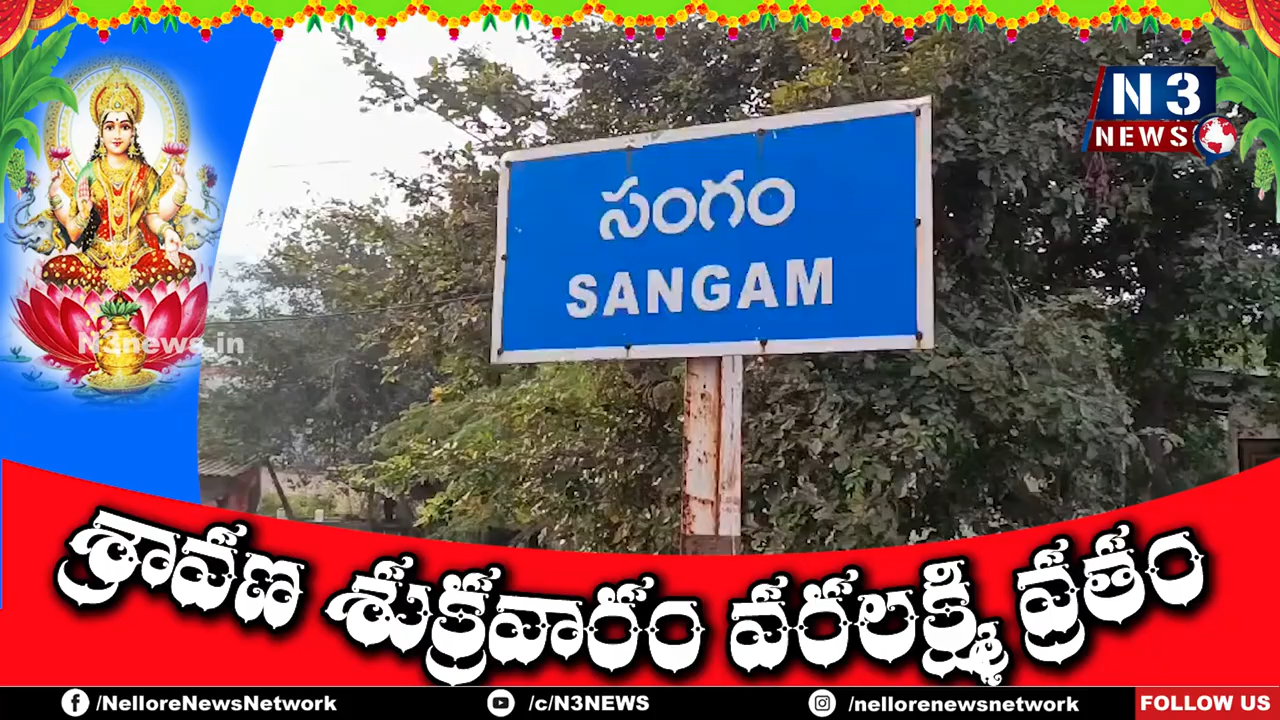 N3
NEWS
సంగం
SANGAM
N3news.in
శ్రావణ శుక్రవారం వరలక్ష్మి వ్రతం
/NelloreNewsNetwork
/c/N3NEWS
/nellorenewsnetwork
FOLLOW US